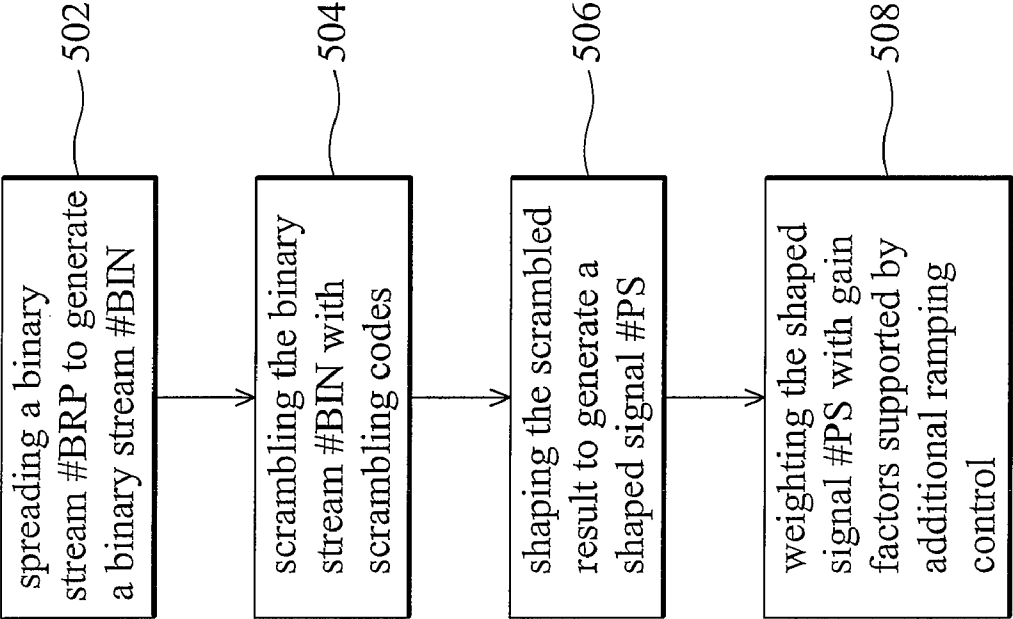 spreading a binary
stream #BRP to generate
a binary stream #BIN
502
scrambling the binary
stream #BIN with
scrambling codes
504
shaping the scrambled
result to generate a
shaped signal #PS
506
weighting the shaped
signal #PS with gain
factors supported by
additional ramping
control
508